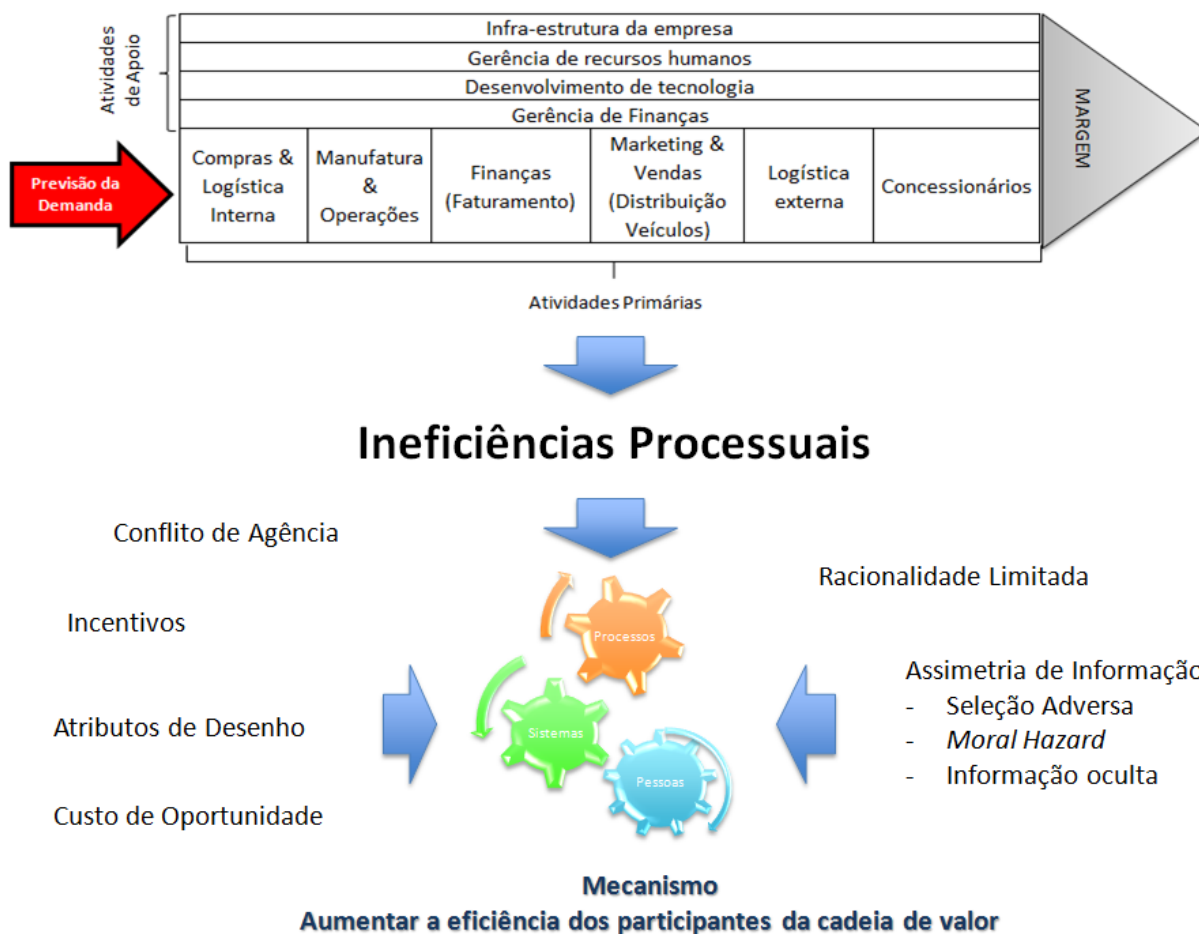 Infra-estrutura da empresa
Gerência de recursos humanos
Desenvolvimento de tecnologia
Gerência de Finanças
Atividades
de Apoio
Previsão da
Demanda
Compras &
Logística
Interna
Manufatura
&
Operações
Finanças
(Faturamento)
Marketing &
Vendas
(Distribuição
Veículos)
Logística
externa
Concessionários
MARGEM
Atividades Primárias
Ineficiências Processuais
Conflito de Agência
Incentivos
Atributos de Desenho
Custo de Oportunidade
Processos
Sistemas
Pessoas
Racionalidade Limitada
Assimetria de Informação
- Seleção Adversa
- Moral Hazard
- Informação oculta
Mecanismo
Aumentar a eficiência dos participantes da cadeia de valor